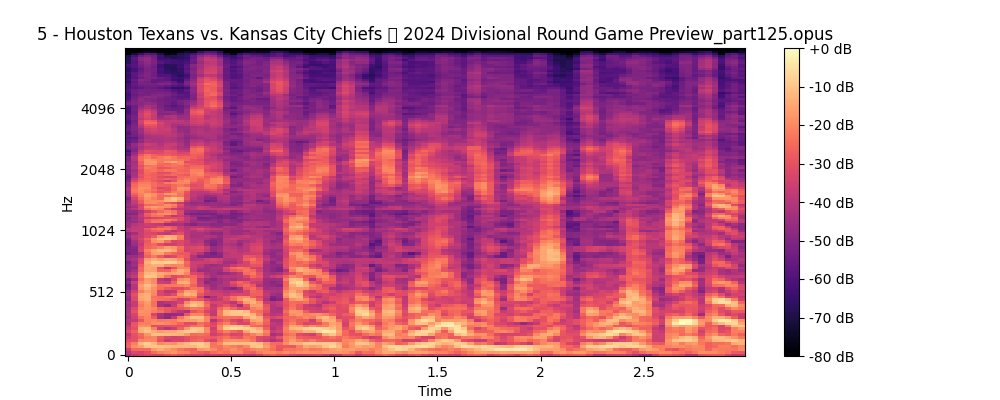 5 - Houston Texans vs. Kansas City Chiefs ▯ 2024 Divisional Round Game Preview_part125.opus
+0 dB
4096
-10 dB
-20 dB
2048
-30 dB
Hz
-40 dB
1024
-50 dB
512
-60 dB
-70 dB
0
-80 dB
0 0.5 1 1.5 2 2.5
Time